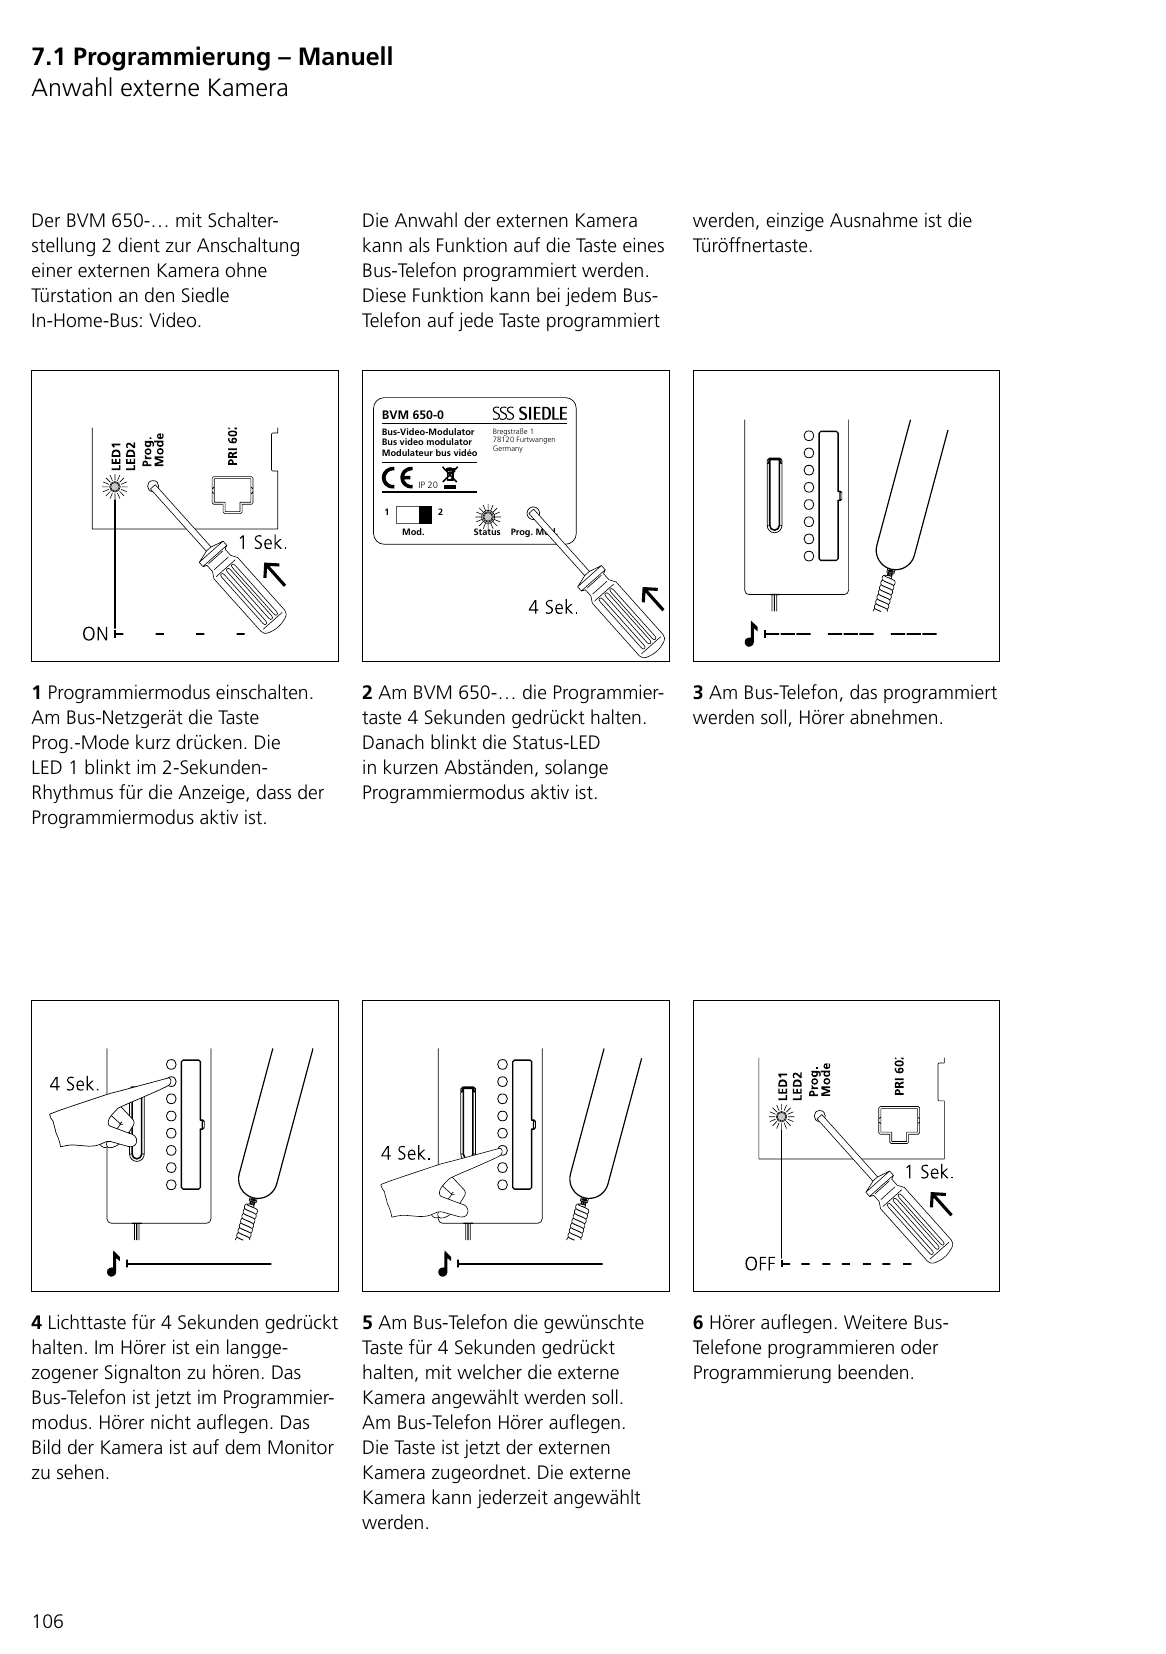 7.1 Programmierung – Manuell
Anwahl externe Kamera
Der BVM 650-… mit Schalter-
stellung 2 dient zur Anschaltung
einer externen Kamera ohne
Türstation an den Siedle
In-Home-Bus: Video.
Die Anwahl der externen Kamera
kann als Funktion auf die Taste eines
Bus-Telefon programmiert werden.
Diese Funktion kann bei jedem Bus-
Telefon auf jede Taste programmiert
werden, einzige Ausnahme ist die
Türöffnertaste.
LED1
LED2
Prog.
Mode
PRI 60
1 Sek.
ON
BVM 650-0
SSS SIEDLE
Bus-Video-Modulator
Bus video modulator
Modulateur bus vidéo
Bregstraße 1
78120 Furtwangen
Germany
CE IP 20
1 2
Mod. Status Prog. M
4 Sek.
1 Programmiermodus einschalten.
Am Bus-Netzgerät die Taste
Prog.-Mode kurz drücken. Die
LED 1 blinkt im 2-Sekunden-
Rhythmus für die Anzeige, dass der
Programmiermodus aktiv ist.
2 Am BVM 650-… die Programmier-
taste 4 Sekunden gedrückt halten.
Danach blinkt die Status-LED
in kurzen Abständen, solange
Programmiermodus aktiv ist.
3 Am Bus-Telefon, das programmiert
werden soll, Hörer abnehmen.
4 Sek.
4 Sek.
LED1
LED2
Prog.
Mode
PRI 60
1 Sek.
OFF
4 Lichttaste für 4 Sekunden gedrückt
halten. Im Hörer ist ein langge-
zogener Signalton zu hören. Das
Bus-Telefon ist jetzt im Programmier-
modus. Hörer nicht auflegen. Das
Bild der Kamera ist auf dem Monitor
zu sehen.
5 Am Bus-Telefon die gewünschte
Taste für 4 Sekunden gedrückt
halten, mit welcher die externe
Kamera angewählt werden soll.
Am Bus-Telefon Hörer auflegen.
Die Taste ist jetzt der externen
Kamera zugeordnet. Die externe
Kamera kann jederzeit angewählt
werden.
6 Hörer auflegen. Weitere Bus-
Telefone programmieren oder
Programmierung beenden.
106